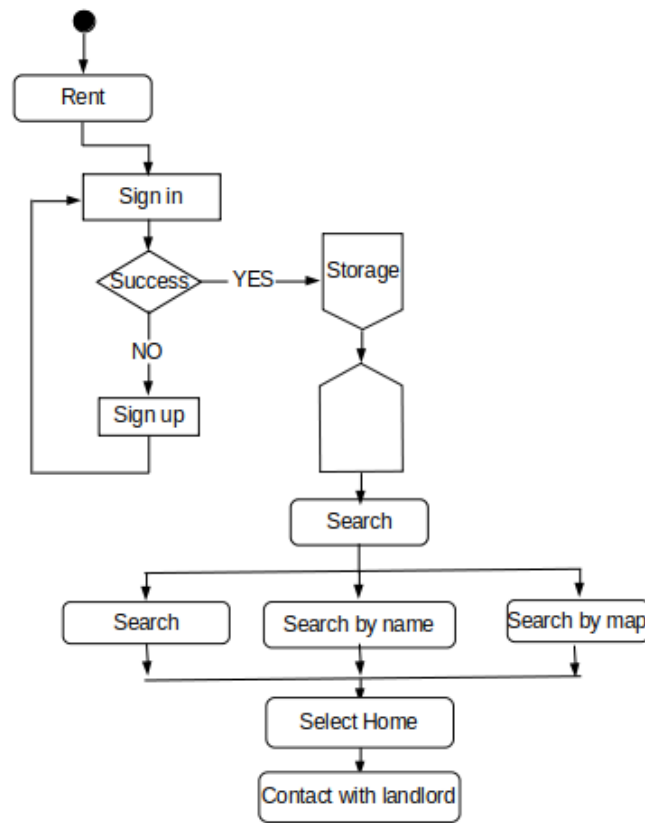 Rent
Sign in
Success
YES
Storage
NO
Sign up
Search
Search
Search by name
Search by map
Select Home
Contact with landlord